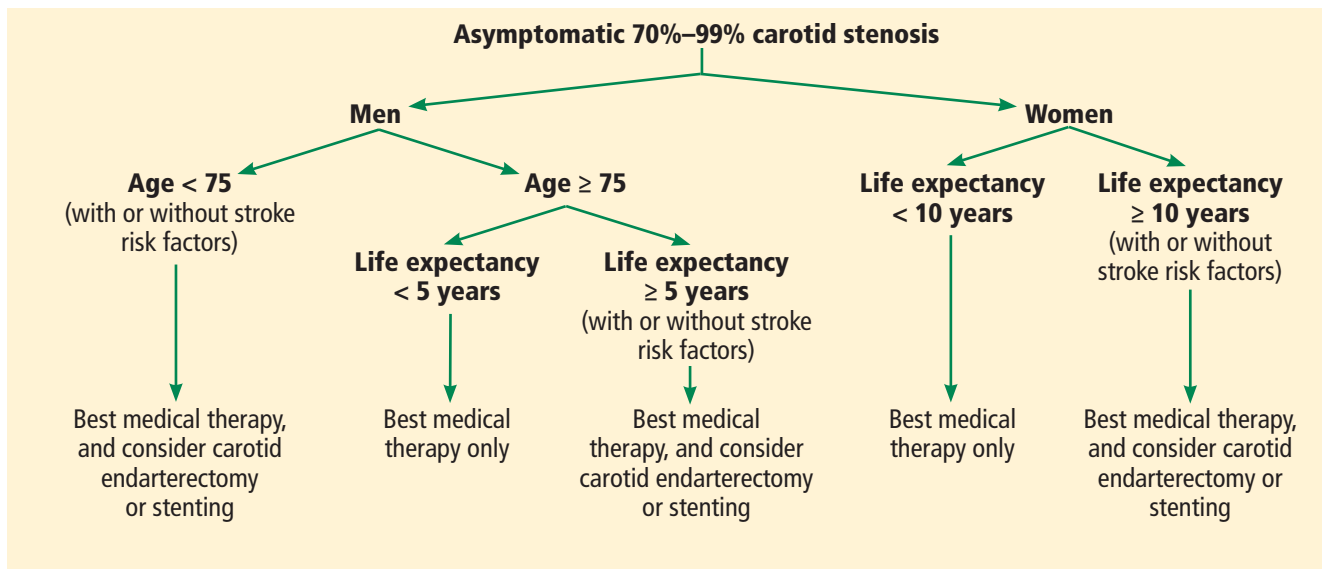 Asymptomatic 70%–99% carotid stenosis
Men
Women
Age < 75
(with or without stroke
risk factors)
Age ≥ 75
Life expectancy
< 5 years
Life expectancy
≥ 5 years
(with or without stroke
risk factors)
Life expectancy
< 10 years
Life expectancy
≥ 10 years
(with or without
stroke risk factors)
Best medical therapy,
and consider carotid
endarterectomy
or stenting
Best medical
therapy only
Best medical
therapy, and consider
carotid endarterectomy
or stenting
Best medical
therapy only
Best medical therapy,
and consider carotid
endarterectomy or
stenting